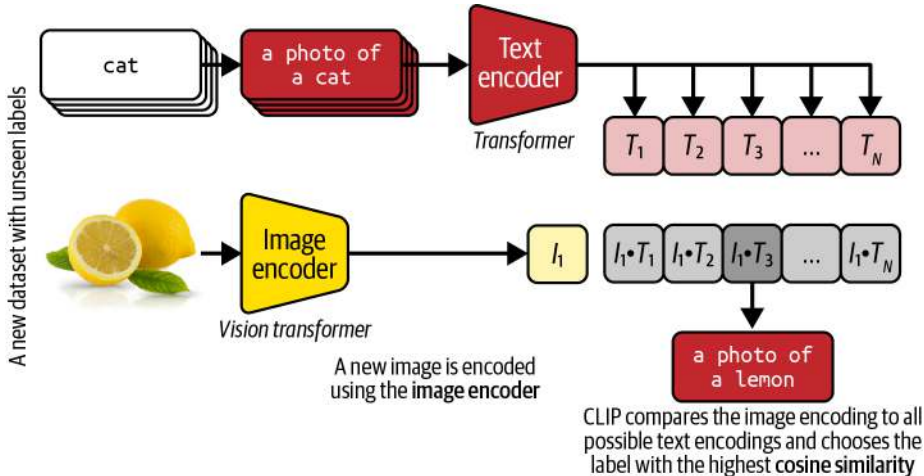 A new dataset with unseen labels
cat
a photo of
a cat
Text
encoder
Transformer
T1
T2
T3
...
TN
Image
encoder
Vision transformer
I1
I1•T1
I1•T2
I1•T3
...
I1•TN
A new image is encoded
using the image encoder
a photo of
a lemon
CLIP compares the image encoding to all
possible text encodings and chooses the
label with the highest cosine similarity